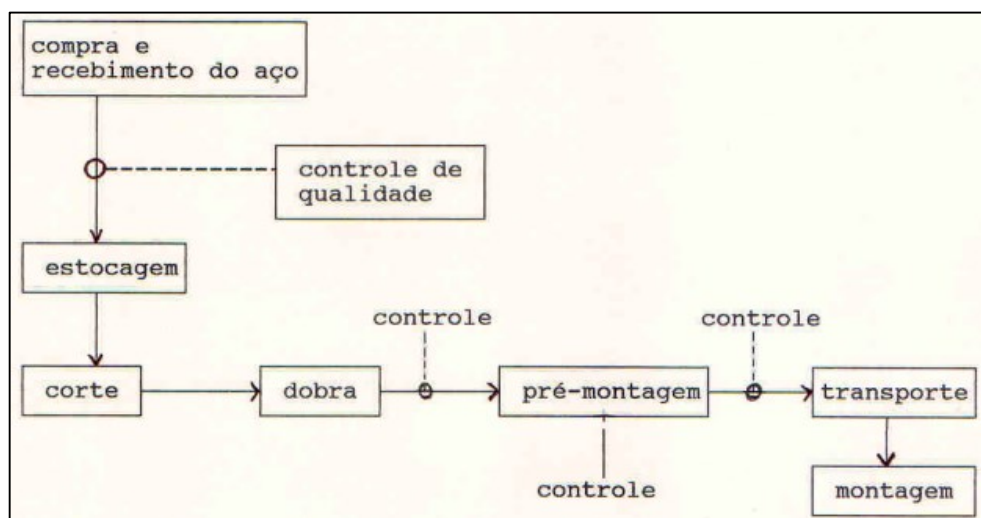 compra e
recebimento do aço
controle de
qualidade
estocagem
controle
controle
corte
dobra
pré-montagem
transporte
controle
montagem